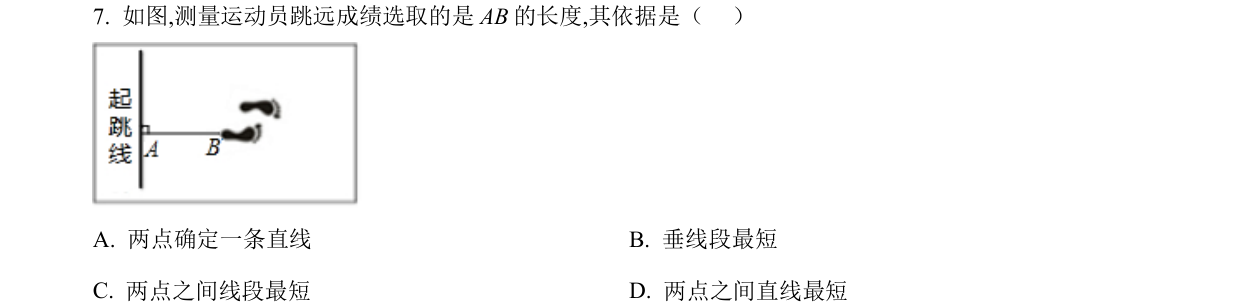 7. 如图,测量运动员跳远成绩选取的是 AB 的长度,其依据是（　）
起
跳
线
A
B
A. 两点确定一条直线
B. 垂线段最短
C. 两点之间线段最短
D. 两点之间直线最短